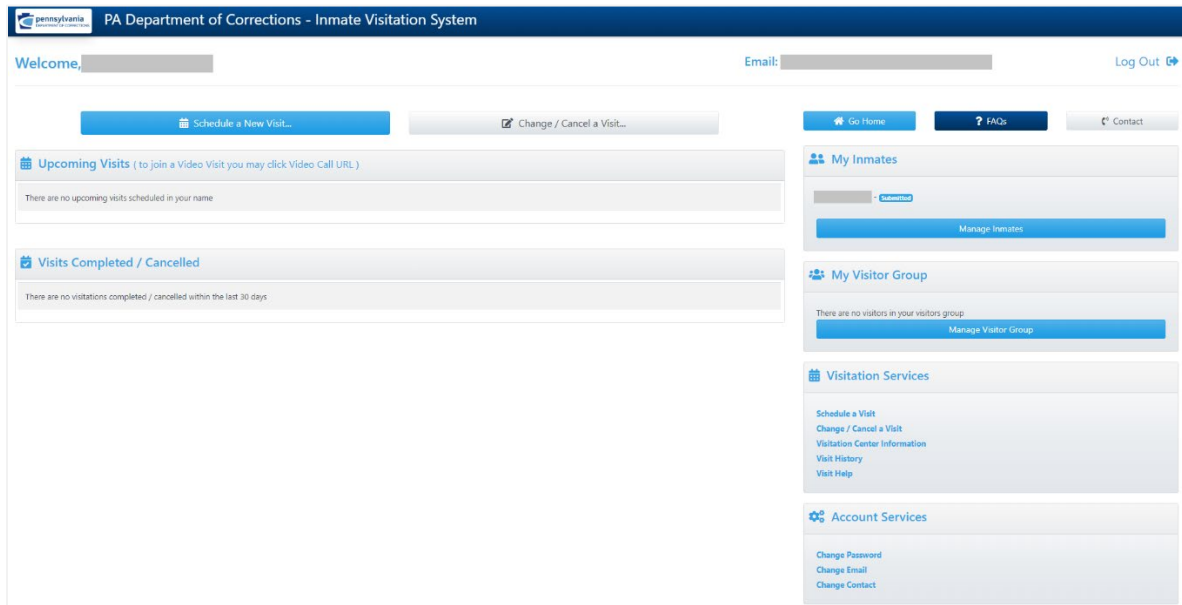 pennsylvania
DEPARTMENT OF CORRECTIONS
PA Department of Corrections - Inmate Visitation System
Welcome,
Email:
Log Out
Schedule a New Visit...
Change / Cancel a Visit...
Go Home
FAQs
Contact
Upcoming Visits ( to join a Video Visit you may click Video Call URL )
There are no upcoming visits scheduled in your name
Visits Completed / Cancelled
There are no visitations completed / cancelled within the last 30 days
My Inmates
- Submitted
Manage Inmates
My Visitor Group
There are no visitors in your visitors group
Manage Visitor Group
Visitation Services
Schedule a Visit
Change / Cancel a Visit
Visitation Center Information
Visit History
Visit Help
Account Services
Change Password
Change Email
Change Contact